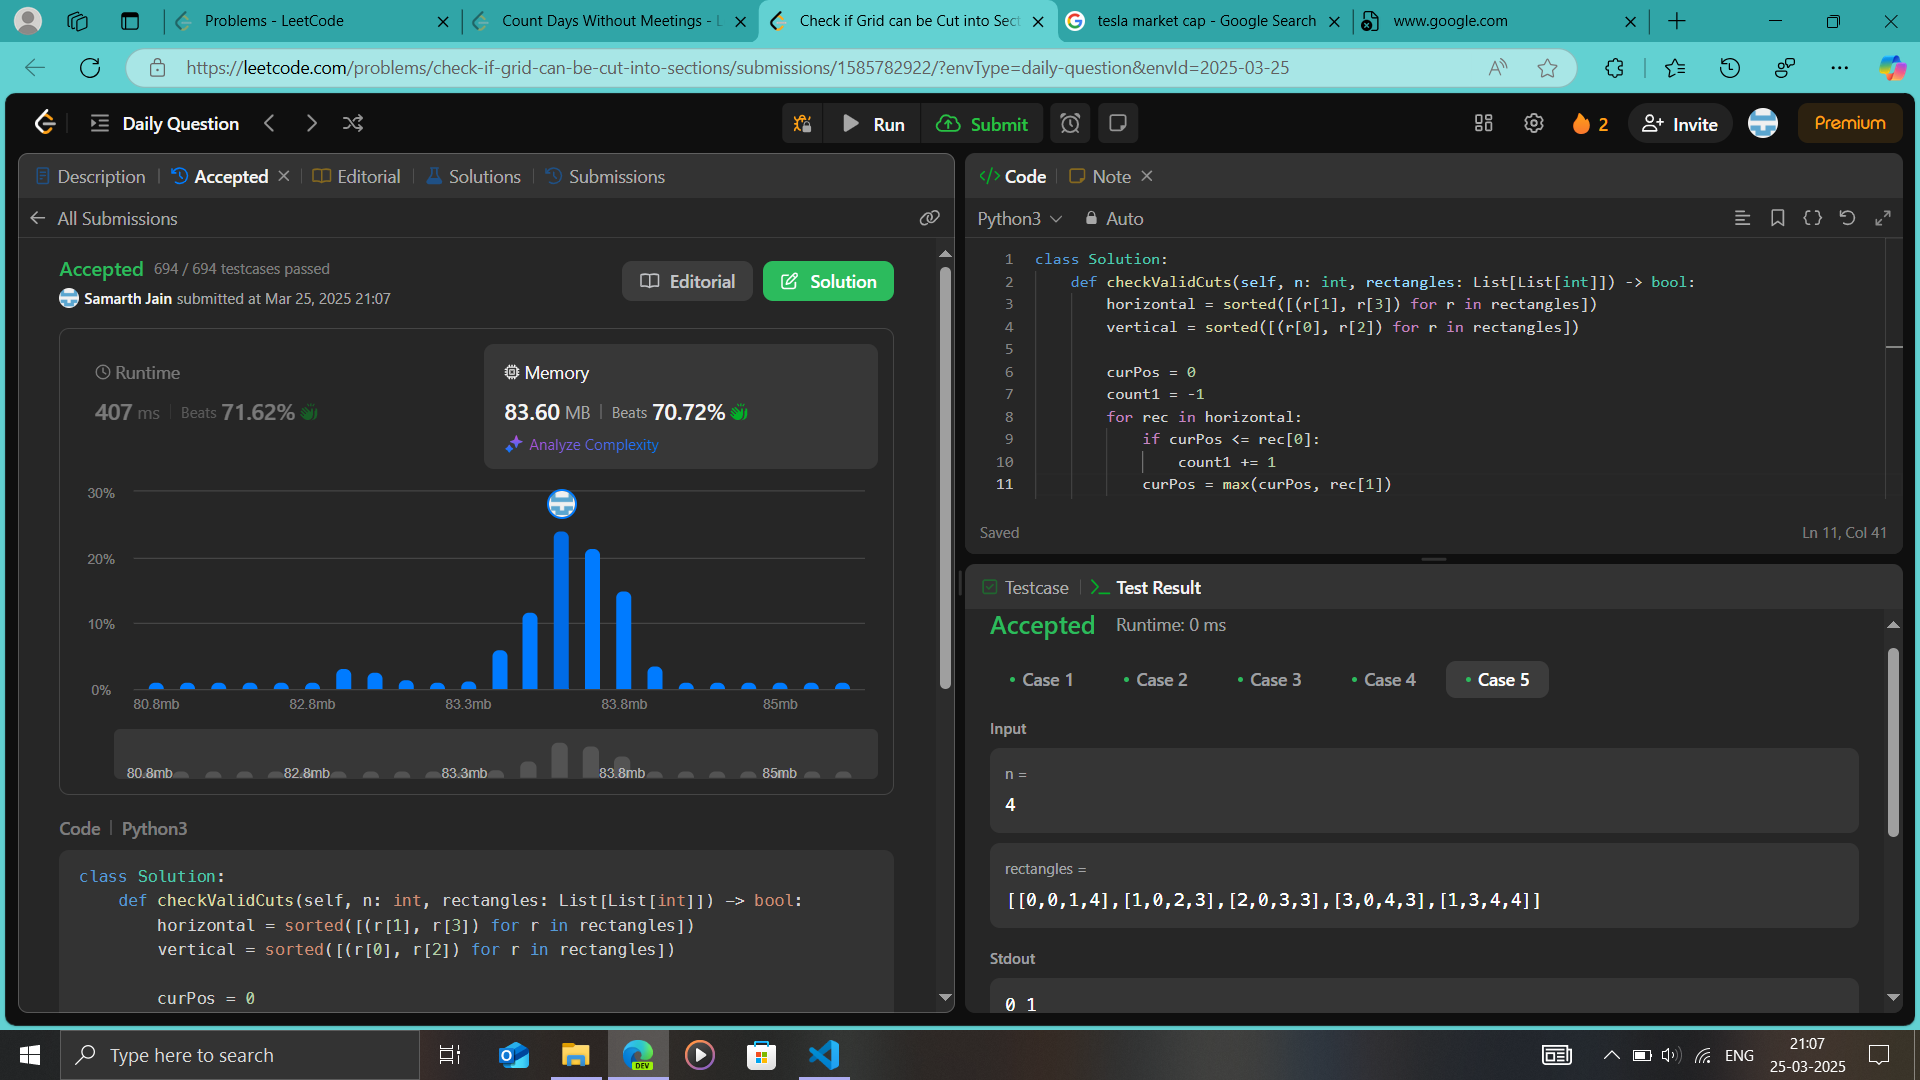 Problems - LeetCode
Count Days Without Meetings - L
Check if Grid can be Cut into Sect
tesla market cap - Google Search
www.google.com
https://leetcode.com/problems/check-if-grid-can-be-cut-into-sections/submissions/1585782922/?envType=daily-question&envId=2025-03-25
Daily Question
Run
Submit
2
Invite
Premium
Description
Accepted
Editorial
Solutions
Submissions
All Submissions
Accepted 694 / 694 testcases passed
Samarth Jain submitted at Mar 25, 2025 21:07
Editorial
Solution
Runtime
407 ms
Beats 71.62%
Memory
83.60 MB
Beats 70.72%
Analyze Complexity
30%
20%
10%
0%
80.8mb
82.8mb
83.3mb
83.8mb
85mb
80.8mb
82.8mb
83.3mb
83.8mb
85mb
Code
Python3
class Solution:
def checkValidCuts(self, n: int, rectangles: List[List[int]]) -> bool:
horizontal = sorted([(r[1], r[3]) for r in rectangles])
vertical = sorted([(r[0], r[2]) for r in rectangles])
curPos = 0
Code
Note
Python3
Auto
1 class Solution:
2 def checkValidCuts(self, n: int, rectangles: List[List[int]]) -> bool:
3 horizontal = sorted([(r[1], r[3]) for r in rectangles])
4 vertical = sorted([(r[0], r[2]) for r in rectangles])
5
6 curPos = 0
7 count1 = -1
8 for rec in horizontal:
9 if curPos <= rec[0]:
10 count1 += 1
11 curPos = max(curPos, rec[1])
Saved
Ln 11, Col 41
Testcase
Test Result
Accepted
Runtime: 0 ms
Case 1
Case 2
Case 3
Case 4
Case 5
Input
n =
4
rectangles =
[[0,0,1,4],[1,0,2,3],[2,0,3,3],[3,0,4,3],[1,3,4,4]]
Stdout
0 1
Type here to search
DEV
ENG
21:07
25-03-2025